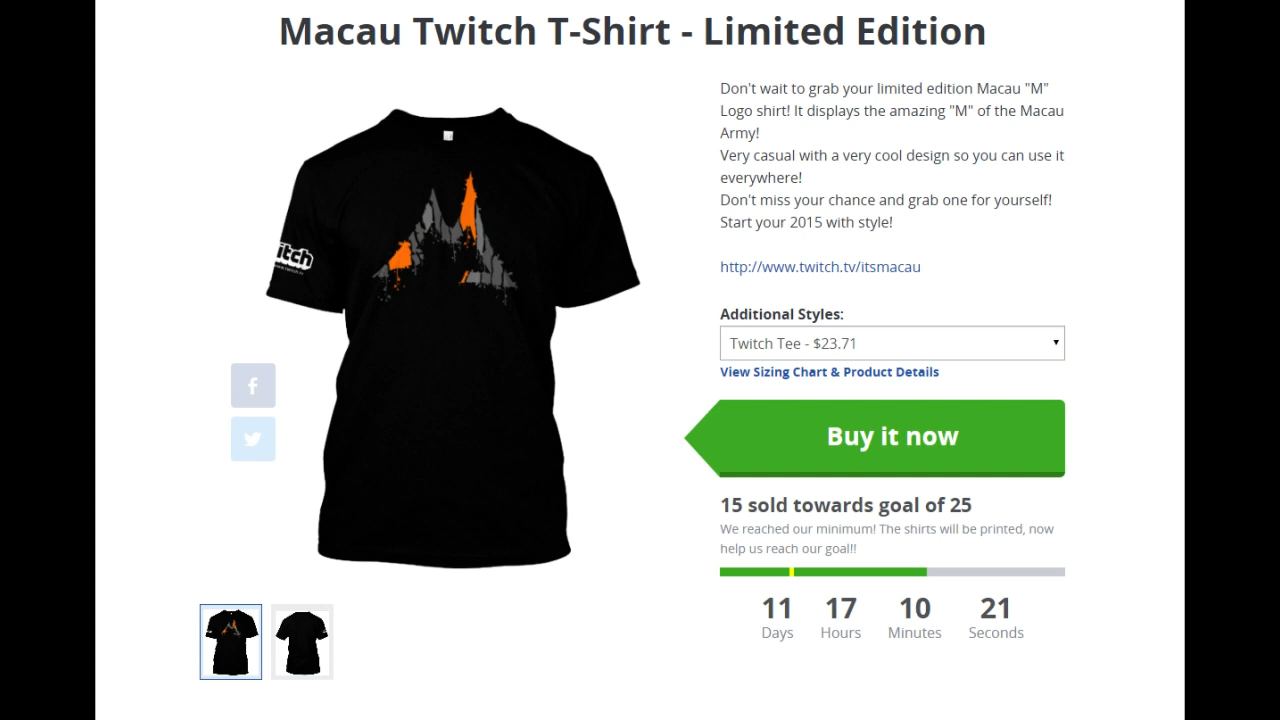 Macau Twitch T-Shirt - Limited Edition
Don't wait to grab your limited edition Macau "M"
Logo shirt! It displays the amazing "M" of the Macau
Army!
Very casual with a very cool design so you can use it
everywhere!
Don't miss your chance and grab one for yourself!
Start your 2015 with style!
http://www.twitch.tv/itsmacau
Additional Styles:
Twitch Tee - $23.71
View Sizing Chart & Product Details
Buy it now
15 sold towards goal of 25
We reached our minimum! The shirts will be printed, now
help us reach our goal!!
11 17 10 21
Days Hours Minutes Seconds
itch